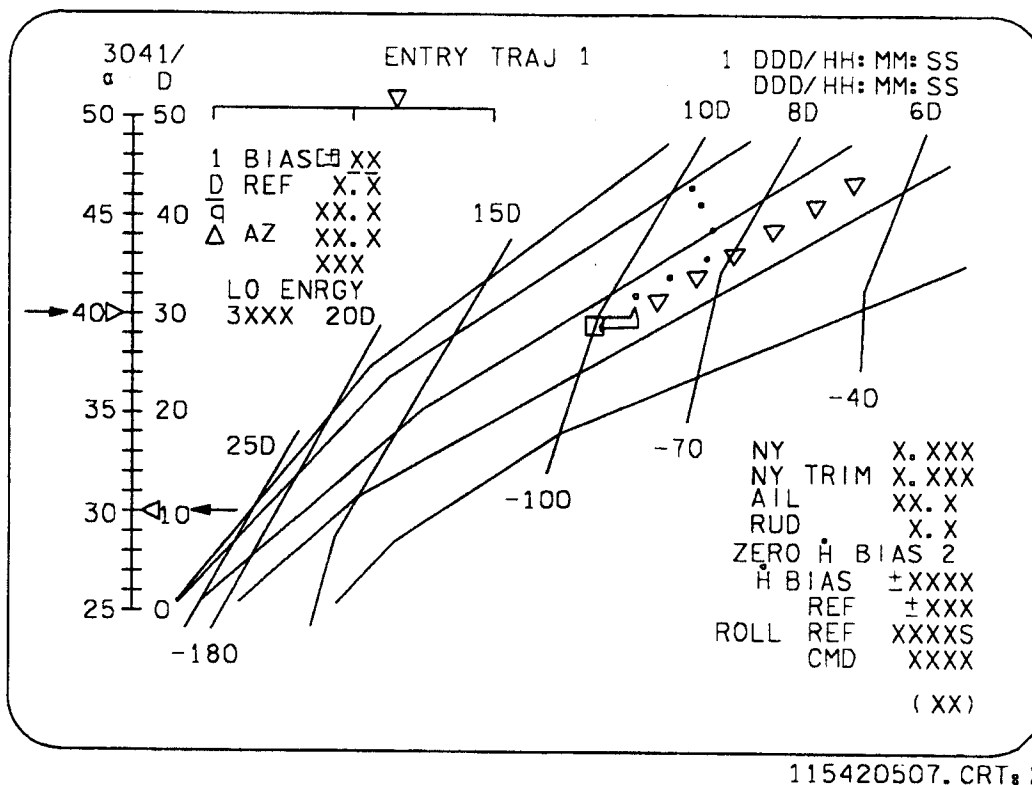 3041/ ENTRY TRAJ 1 1 DDD/HH:MM:SS
DDD/HH:MM:SS
α D
50 50
10D 8D 6D
1 BIAS XX
D REF X.X
q XX.X
45 40
15D
△ AZ XX.X
XXX
LO ENRGY
3XXX 20D
40 30
35 20
-40
-70
25D
-100
30 10
25 0
-180
NY X.XXX
NY TRIM X.XXX
AIL XX.X
RUD X.X
ZERO Ḣ BIAS 2
Ḣ BIAS ±XXXX
REF ±XXX
ROLL REF XXXXS
CMD XXXX
(XX)
115420507.CRT: